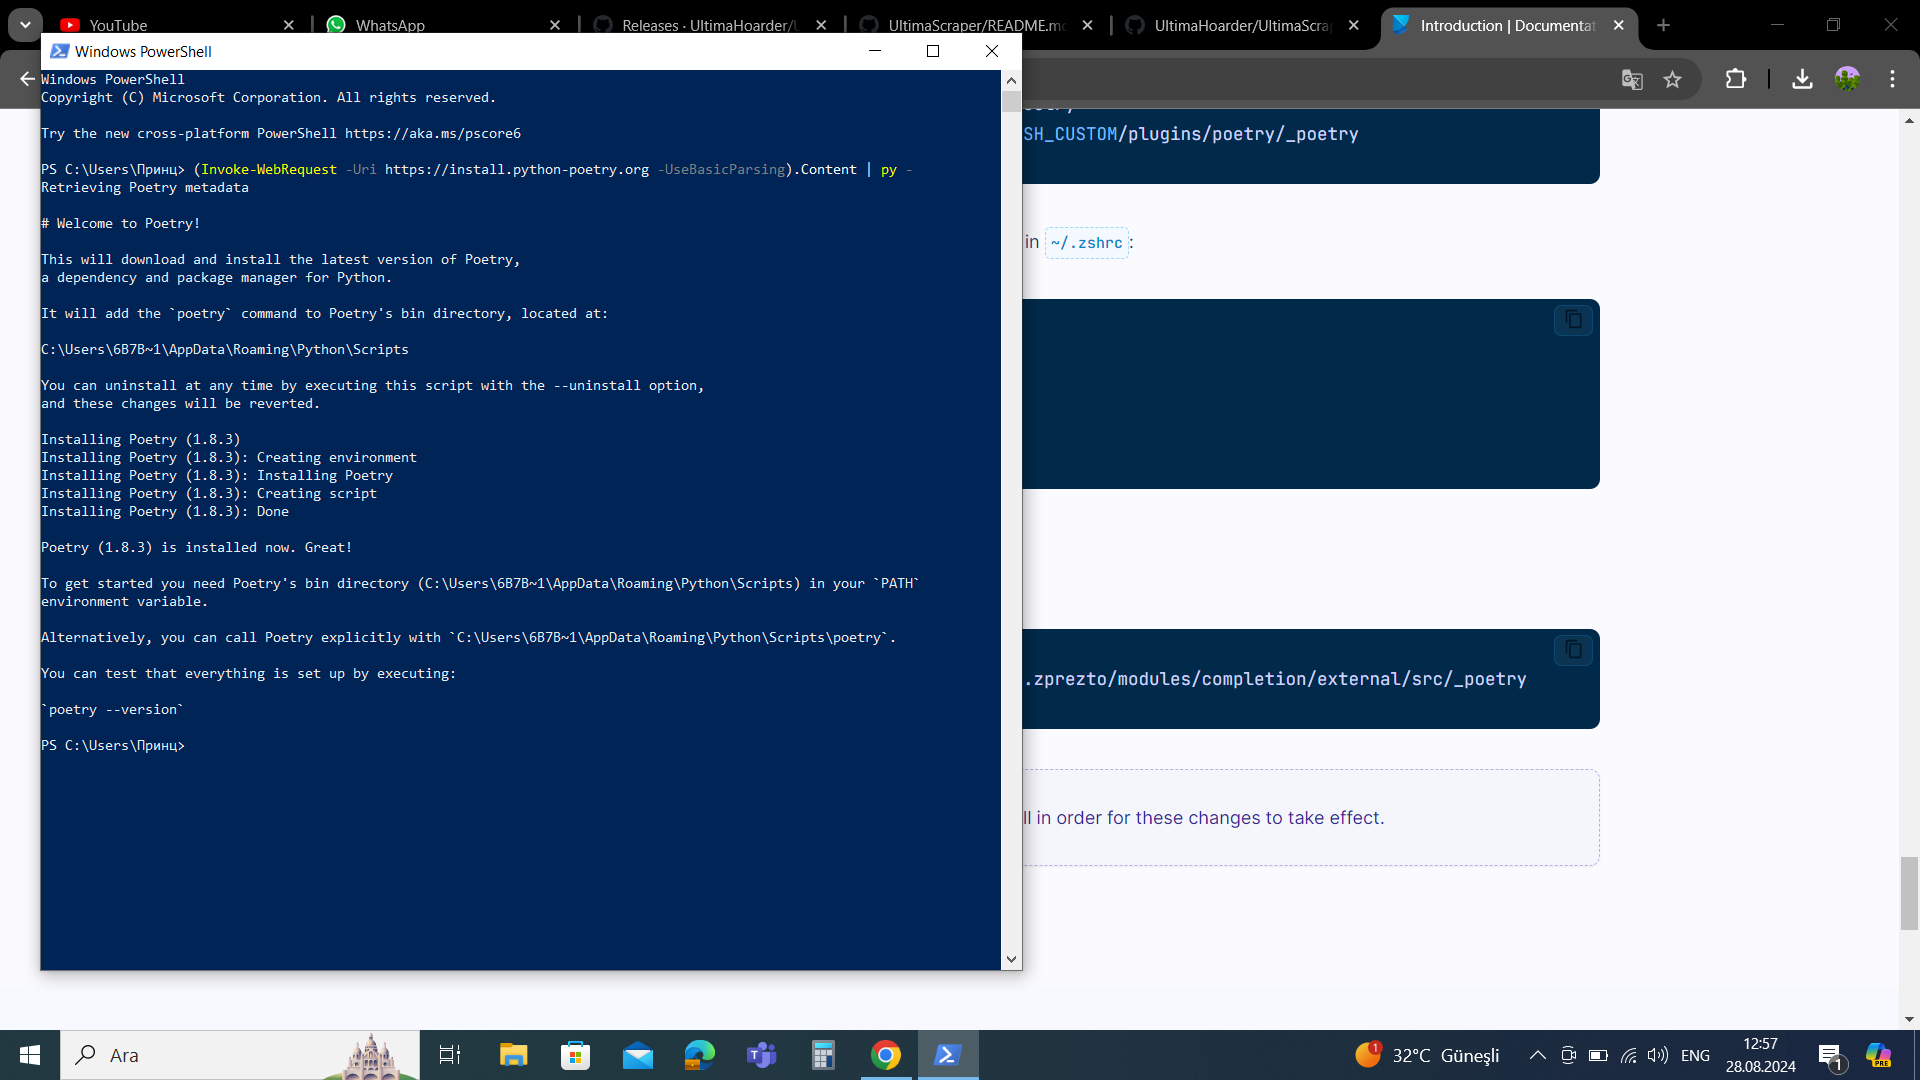 YouTube
WhatsApp
Releases · UltimaHoarder/
UltimaScraper/README.m
UltimaHoarder/UltimaScra
Introduction | Documentat
Windows PowerShell
Windows PowerShell
Copyright (C) Microsoft Corporation. All rights reserved.
Try the new cross-platform PowerShell https://aka.ms/pscore6
PS C:\Users\Принц> (Invoke-WebRequest -Uri https://install.python-poetry.org -UseBasicParsing).Content | py -
Retrieving Poetry metadata
# Welcome to Poetry!
This will download and install the latest version of Poetry,
a dependency and package manager for Python.
It will add the `poetry` command to Poetry's bin directory, located at:
C:\Users\6B7B~1\AppData\Roaming\Python\Scripts
You can uninstall at any time by executing this script with the --uninstall option,
and these changes will be reverted.
Installing Poetry (1.8.3)
Installing Poetry (1.8.3): Creating environment
Installing Poetry (1.8.3): Installing Poetry
Installing Poetry (1.8.3): Creating script
Installing Poetry (1.8.3): Done
Poetry (1.8.3) is installed now. Great!
To get started you need Poetry's bin directory (C:\Users\6B7B~1\AppData\Roaming\Python\Scripts) in your `PATH`
environment variable.
Alternatively, you can call Poetry explicitly with `C:\Users\6B7B~1\AppData\Roaming\Python\Scripts\poetry`.
You can test that everything is set up by executing:
`poetry --version`
PS C:\Users\Принц>
SH_CUSTOM/plugins/poetry/_poetry
in ~/.zshrc:
.zprezto/modules/completion/external/src/_poetry
ll in order for these changes to take effect.
Ara
1
32°C Güneşli
ENG
12:57
28.08.2024
1
PRE